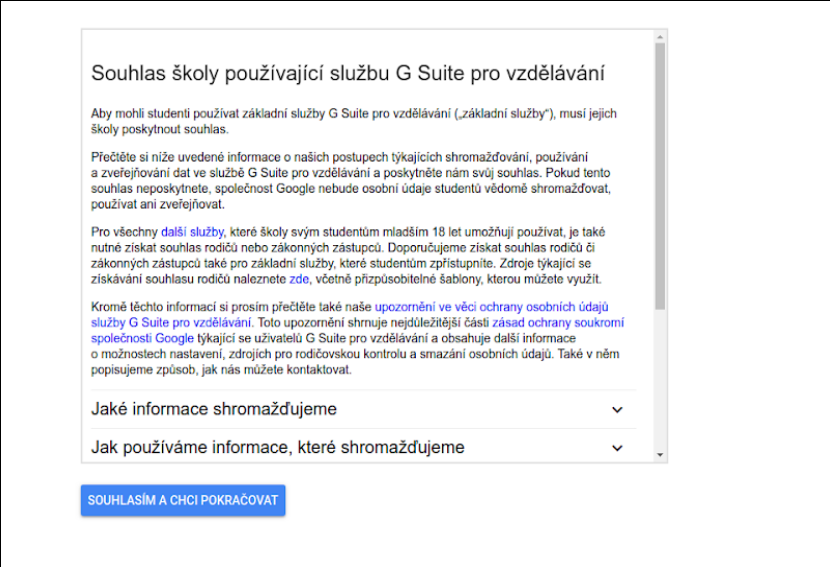 Souhlas školy používající službu G Suite pro vzdělávání
Aby mohli studenti používat základní služby G Suite pro vzdělávání („základní služby“), musí jejich
školy poskytnout souhlas.
Přečtěte si níže uvedené informace o našich postupech týkajících shromažďování, používání
a zveřejňování dat ve službě G Suite pro vzdělávání a poskytněte nám svůj souhlas. Pokud tento
souhlas neposkytnete, společnost Google nebude osobní údaje studentů vědomě shromažďovat,
používat ani zveřejňovat.
Pro všechny další služby, které školy svým studentům mladším 18 let umožňují používat, je také
nutné získat souhlas rodičů nebo zákonných zástupců. Doporučujeme získat souhlas rodičů či
zákonných zástupců také pro základní služby, které studentům zpřístupníte. Zdroje týkající se
získávání souhlasu rodičů naleznete zde, včetně přizpůsobitelné šablony, kterou můžete využít.
Kromě těchto informací si prosím přečtěte také naše upozornění ve věci ochrany osobních údajů
služby G Suite pro vzdělávání. Toto upozornění shrnuje nejdůležitější části zásad ochrany soukromí
společnosti Google týkající se uživatelů G Suite pro vzdělávání a obsahuje další informace
o možnostech nastavení, zdrojích pro rodičovskou kontrolu a smazání osobních údajů. Také v něm
popisujeme způsob, jak nás můžete kontaktovat.
Jaké informace shromažďujeme
Jak používáme informace, které shromažďujeme
SOUHLASÍM A CHCI POKRAČOVAT